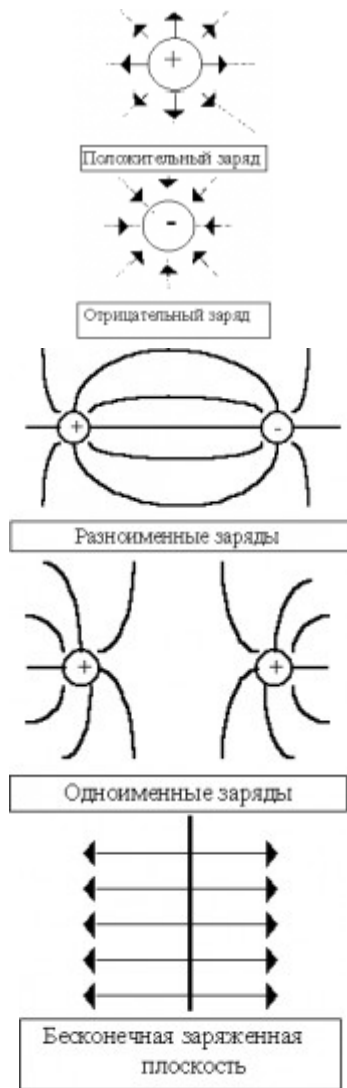 +
Положительный заряд
-
Отрицательный заряд
+ -
Разноименные заряды
+ +
Одноименные заряды
Бесконечная заряженная
плоскость